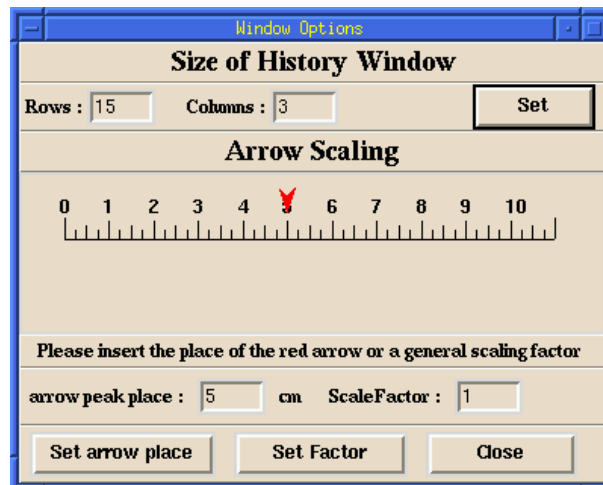 Window Options
Size of History Window
Rows : 15 Columns : 3 Set
Arrow Scaling
0 1 2 3 4 5 6 7 8 9 10
Please insert the place of the red arrow or a general scaling factor
arrow peak place : 5 cm ScaleFactor : 1
Set arrow place Set Factor Close